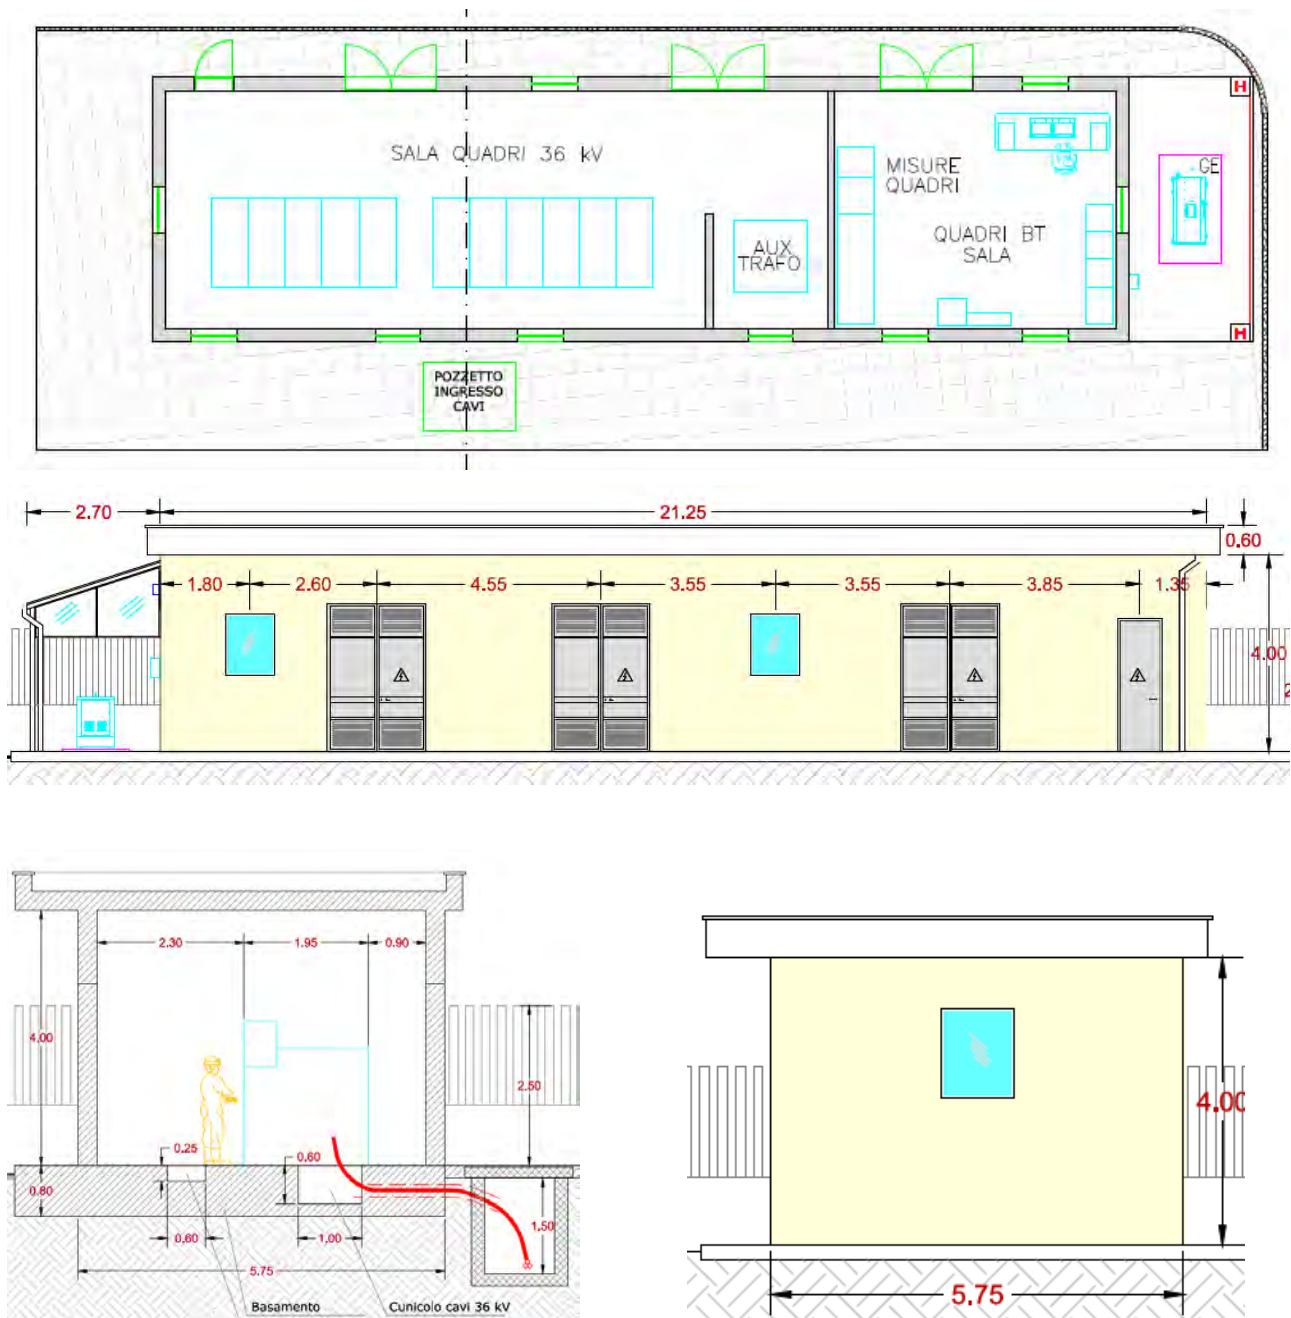 SALA QUADRI 36 kV
MISURE
QUADRI
QUADRI BT
SALA
AUX
TRAFO
GE
H
H
POZZETTO
INGRESSO
CAVI
2.70
21.25
0.60
1.80
2.60
4.55
3.55
3.55
3.85
1.35
4.00
2
2.30
1.95
0.90
4.00
2.50
0.25
0.60
0.80
1.50
0.60
1.00
5.75
Basamento
Cunicolo cavi 36 kV
4.00
5.75